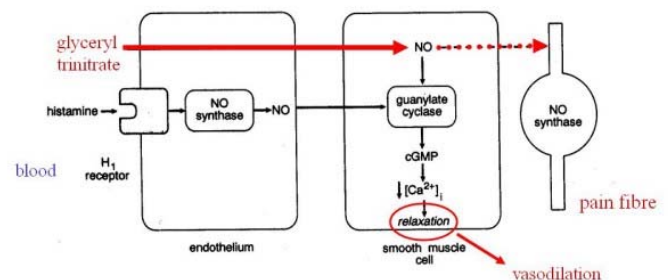 glyceryl
trinitrate
NO
histamine
NO
synthase
NO
guanylate
cyclase
NO
synthase
blood
H1
receptor
cGMP
[Ca2+]i
relaxation
pain fibre
endothelium
smooth muscle
cell
vasodilation